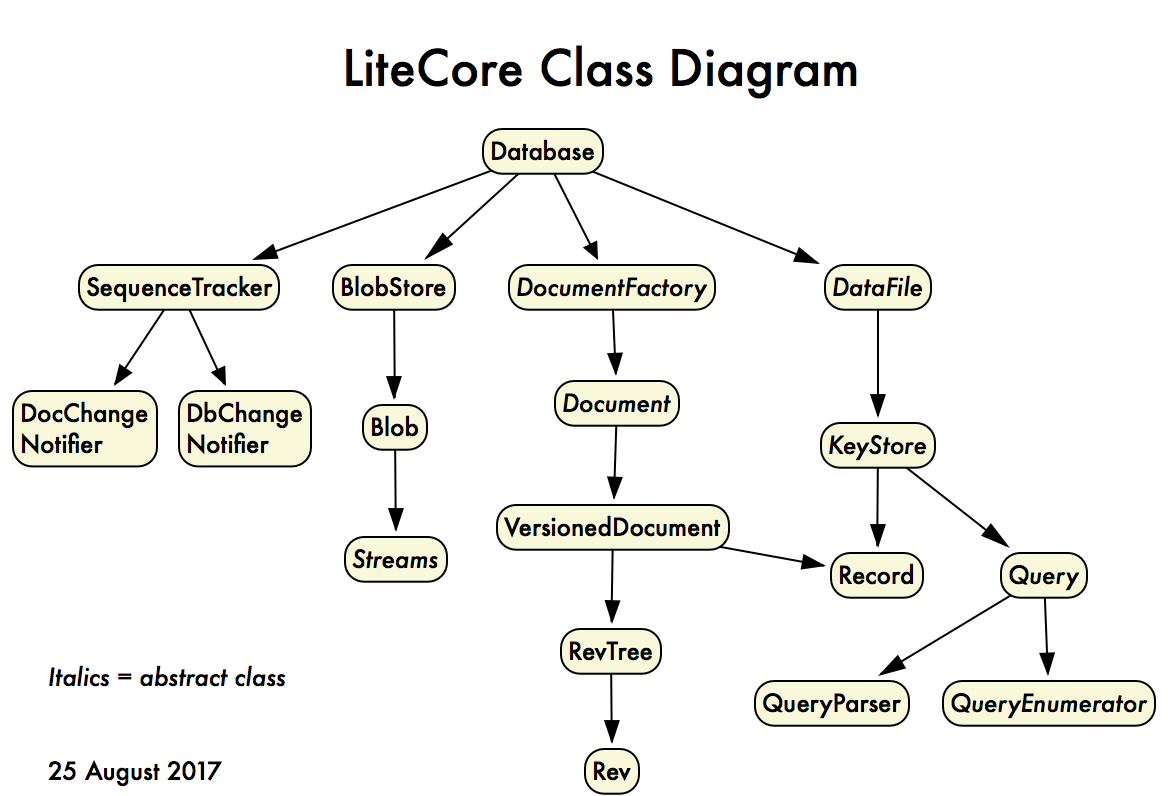 LiteCore Class Diagram
Database
SequenceTracker
BlobStore
DocumentFactory
DataFile
DocChange
Notifier
DbChange
Notifier
Blob
Document
KeyStore
Streams
VersionedDocument
Record
Query
RevTree
QueryParser
QueryEnumerator
Rev
Italics = abstract class
25 August 2017